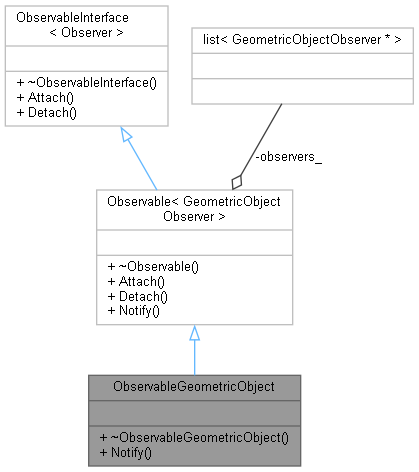 ObservableInterface
< Observer >
+ ~ObservableInterface()
+ Attach()
+ Detach()
list< GeometricObjectObserver * >
-observers_
Observable< GeometricObject
Observer >
+ ~Observable()
+ Attach()
+ Detach()
+ Notify()
ObservableGeometricObject
+ ~ObservableGeometricObject()
+ Notify()